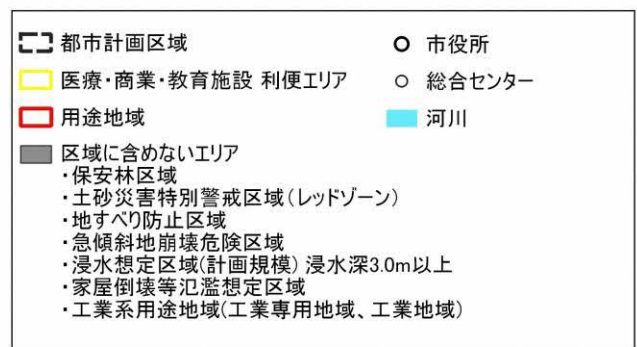 都市計画区域
市役所
医療・商業・教育施設 利便エリア
総合センター
用途地域
河川
区域に含めないエリア
・保安林区域
・土砂災害特別警戒区域(レッドゾーン)
・地すべり防止区域
・急傾斜地崩壊危険区域
・浸水想定区域(計画規模) 浸水深3.0m以上
・家屋倒壊等氾濫想定区域
・工業系用途地域(工業専用地域、工業地域)